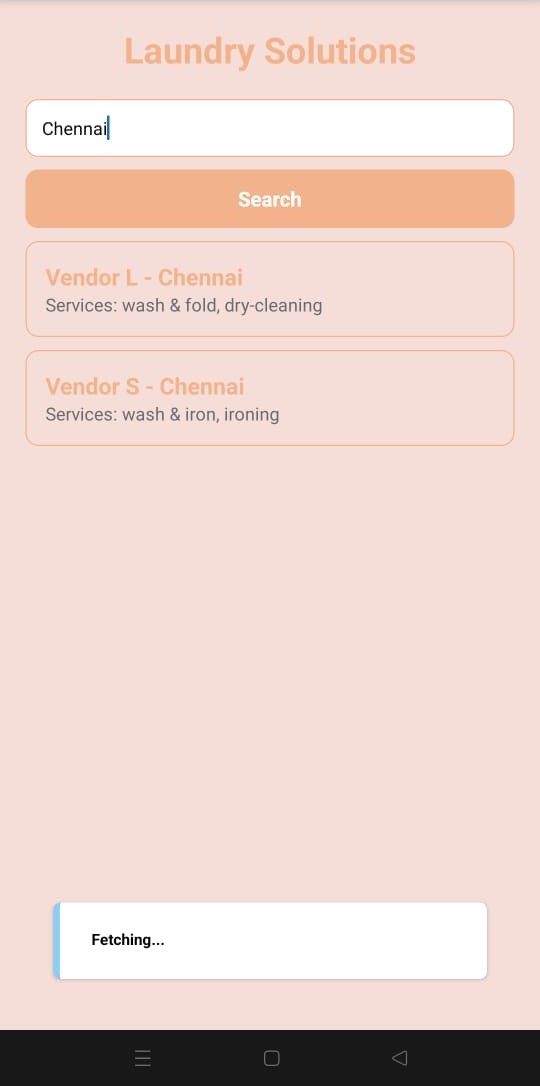 Laundry Solutions
Chennai
Search
Vendor L - Chennai
Services: wash & fold, dry-cleaning
Vendor S - Chennai
Services: wash & iron, ironing
Fetching...